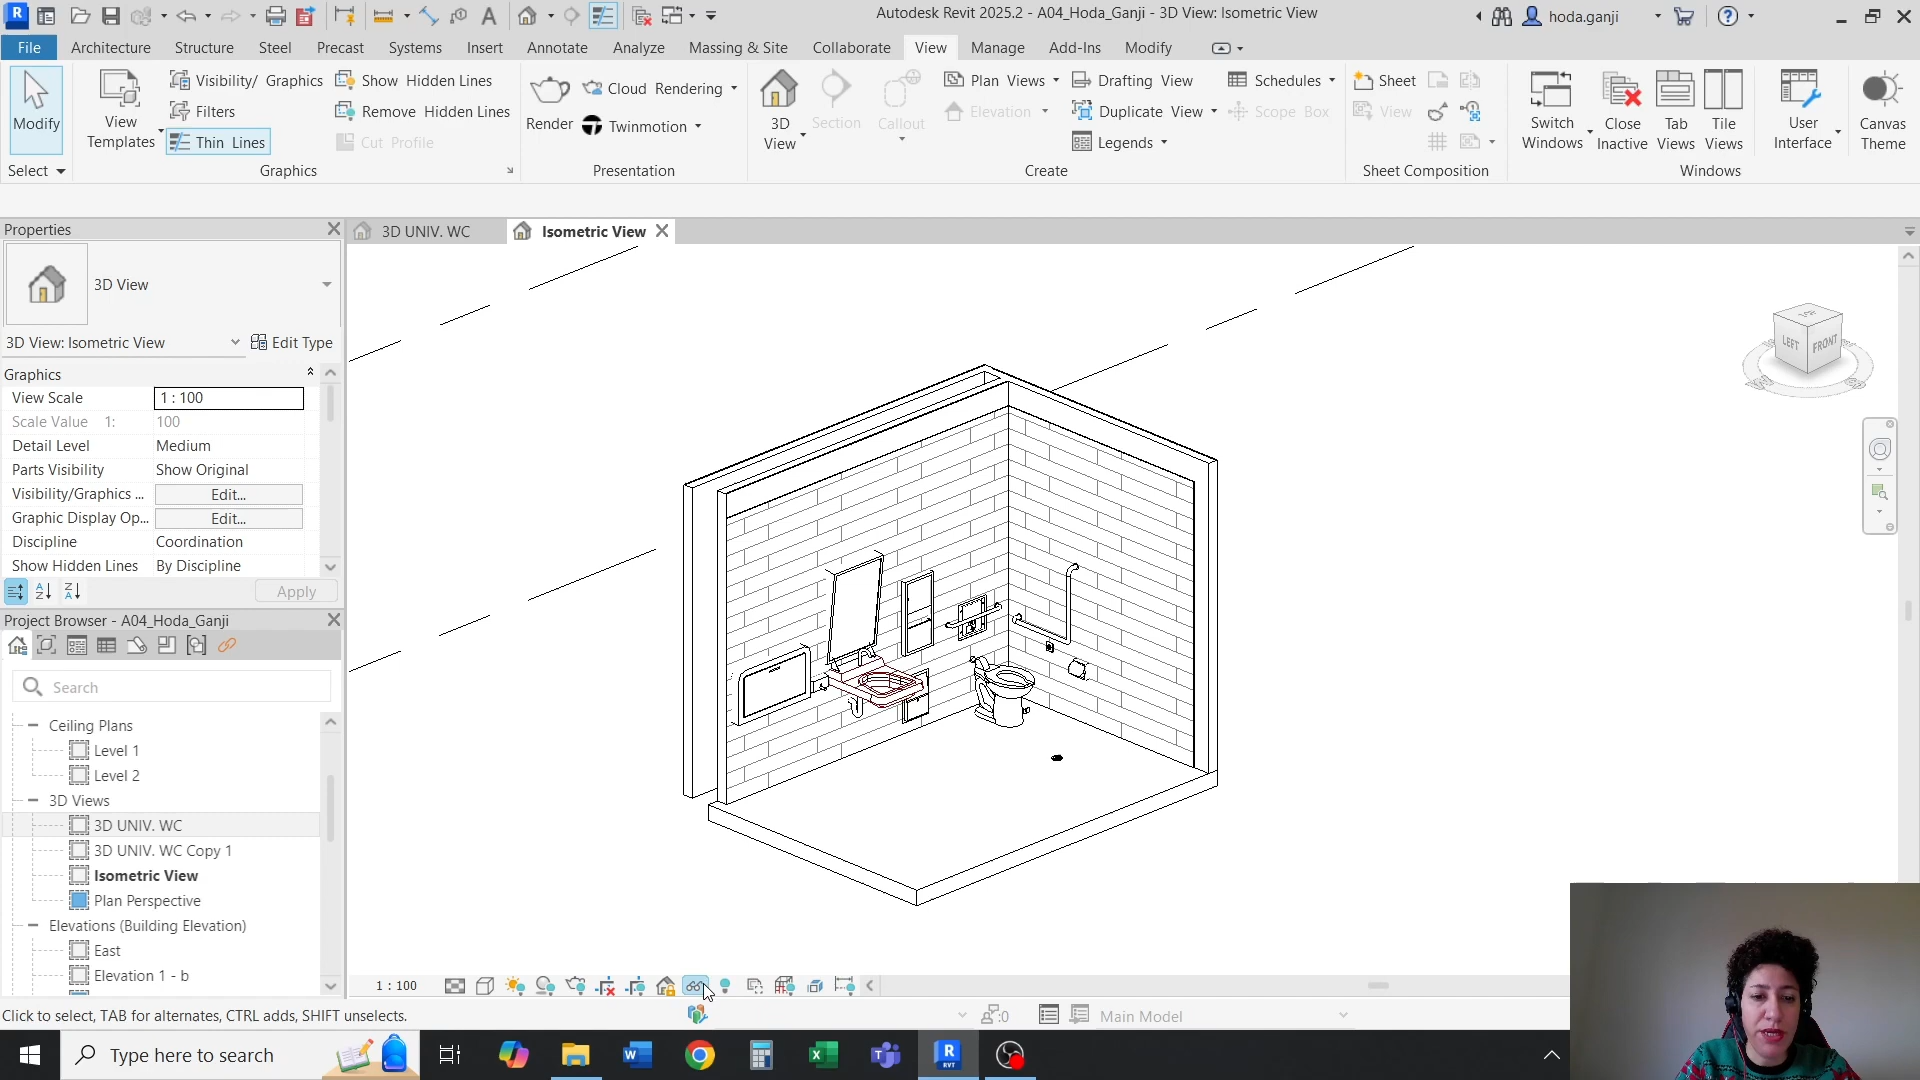 Autodesk Revit 2025.2 - A04_Hoda_Ganji - 3D View: Isometric View
hoda.ganji
File Architecture Structure Steel Precast Systems Insert Annotate Analyze Massing & Site Collaborate View Manage Add-Ins Modify
Modify
View
Templates
Visibility/ Graphics
Filters
Thin Lines
Show Hidden Lines
Remove Hidden Lines
Cut Profile
Render
Cloud Rendering
Twinmotion
3D
View
Section
Callout
Plan Views
Elevation
Drafting View
Duplicate View
Legends
Schedules
Scope Box
Sheet
View
Switch
Windows
Close
Inactive
Tab
Views
Tile
Views
User
Interface
Canvas
Theme
Select Graphics Presentation Create Sheet Composition Windows
Properties
3D View
3D View: Isometric View Edit Type
Graphics
View Scale 1 : 100
Scale Value 1: 100
Detail Level Medium
Parts Visibility Show Original
Visibility/Graphics ... Edit...
Graphic Display Op... Edit...
Discipline Coordination
Show Hidden Lines By Discipline
Apply
Project Browser - A04_Hoda_Ganji
Search
Ceiling Plans
Level 1
Level 2
3D Views
3D UNIV. WC
3D UNIV. WC Copy 1
Isometric View
Plan Perspective
Elevations (Building Elevation)
East
Elevation 1 - b
3D UNIV. WC
Isometric View
TOP
LEFT
FRONT
1 : 100
Click to select, TAB for alternates, CTRL adds, SHIFT unselects.
:0
Main Model
Type here to search